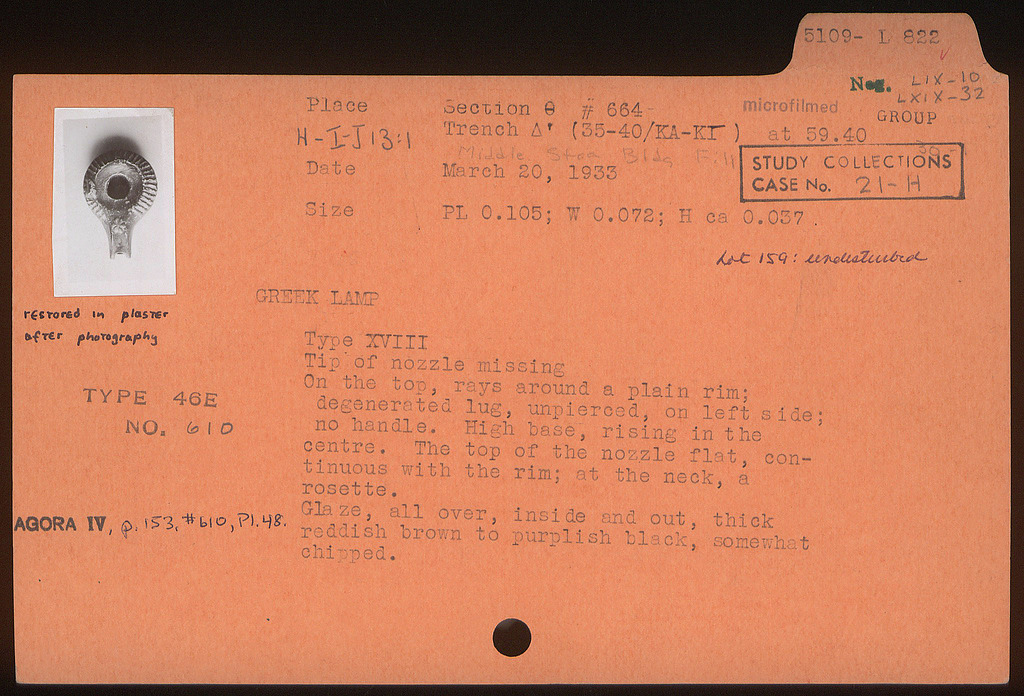 5109- L 822
Neg. LIX-10
LXIX-32
microfilmed
GROUP
Place Section θ # 664
H-I-J 13:1 Trench Δ' (35-40/KA-KΓ) at 59.40
Middle Stoa Bldg Fill
Date March 20, 1933
STUDY COLLECTIONS
CASE No. 21-H
Size PL 0.105; W 0.072; H ca 0.037.
Lot 159: undisturbed
GREEK LAMP
restored in plaster
after photography
Type XVIII
Tip of nozzle missing
On the top, rays around a plain rim;
degenerated lug, unpierced, on left side;
no handle. High base, rising in the
centre. The top of the nozzle flat, con-
tinuous with the rim; at the neck, a
rosette.
Glaze, all over, inside and out, thick
reddish brown to purplish black, somewhat
chipped.
TYPE 46E
NO. 610
AGORA IV, p. 153, #610, Pl. 48.